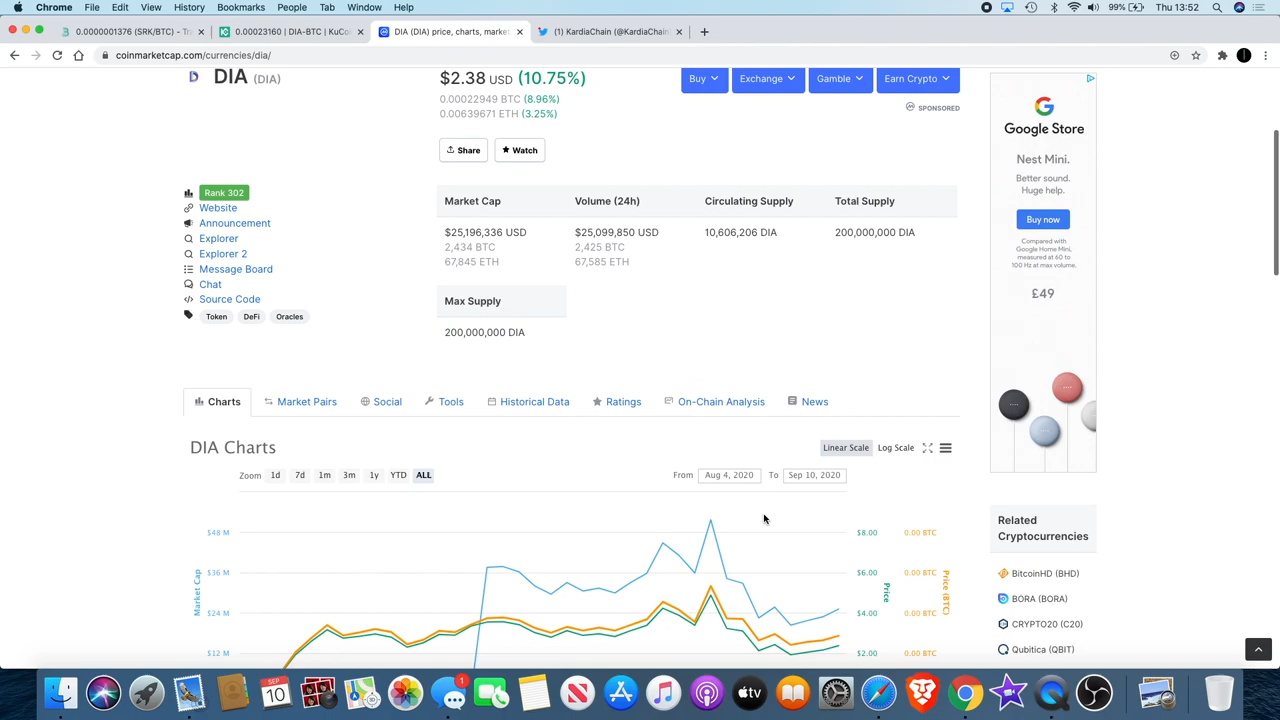 Chrome File Edit View History Bookmarks People Tab Window Help 99% Thu 13:52
0.0000001376 (SRK/BTC) - Tra 0.00023160 | DIA-BTC | KuCo DIA (DIA) price, charts, market (1) KardiaChain (@KardiaChain
coinmarketcap.com/currencies/dia/
DIA (DIA)
$2.38 USD (10.75%)
0.00022949 BTC (8.96%)
0.00639671 ETH (3.25%)
Buy Exchange Gamble Earn Crypto
SPONSORED
Share Watch
Rank 302
Website
Announcement
Explorer
Explorer 2
Message Board
Chat
Source Code
Token DeFi Oracles
Market Cap Volume (24h) Circulating Supply Total Supply
$25,196,336 USD $25,099,850 USD 10,606,206 DIA 200,000,000 DIA
2,434 BTC 2,425 BTC
67,845 ETH 67,585 ETH
Max Supply
200,000,000 DIA
Charts Market Pairs Social Tools Historical Data Ratings On-Chain Analysis News
DIA Charts
Linear Scale Log Scale
Zoom 1d 7d 1m 3m 1y YTD ALL
From Aug 4, 2020 To Sep 10, 2020
$48 M $8.00 0.00 BTC
$36 M $6.00 0.00 BTC
$24 M $4.00 0.00 BTC
$12 M $2.00 0.00 BTC
Market Cap
Price
Price (BTC)
Google Store
Nest Mini.
Better sound.
Huge help.
Buy now
Compared with
Google Home Mini,
measured at 60 to
100 Hz at max volume.
£49
Related
Cryptocurrencies
BitcoinHD (BHD)
BORA (BORA)
CRYPTO20 (C20)
Qubitica (QBIT)
SEP
10
1
tv